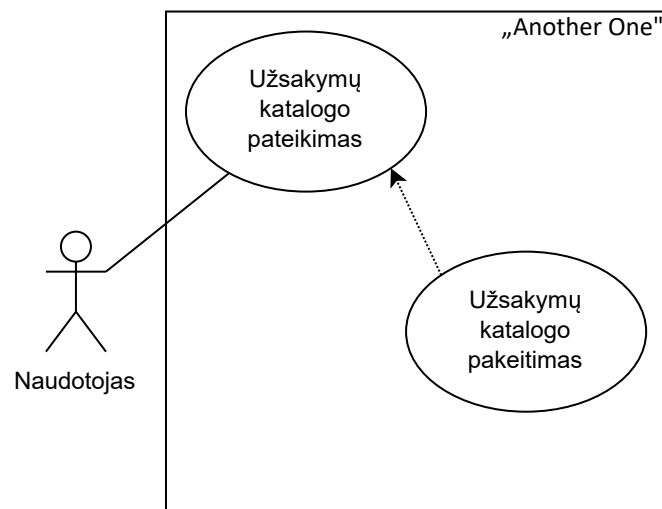 „Another One"
Užsakymų
katalogo
pateikimas
Užsakymų
katalogo
pakeitimas
Naudotojas